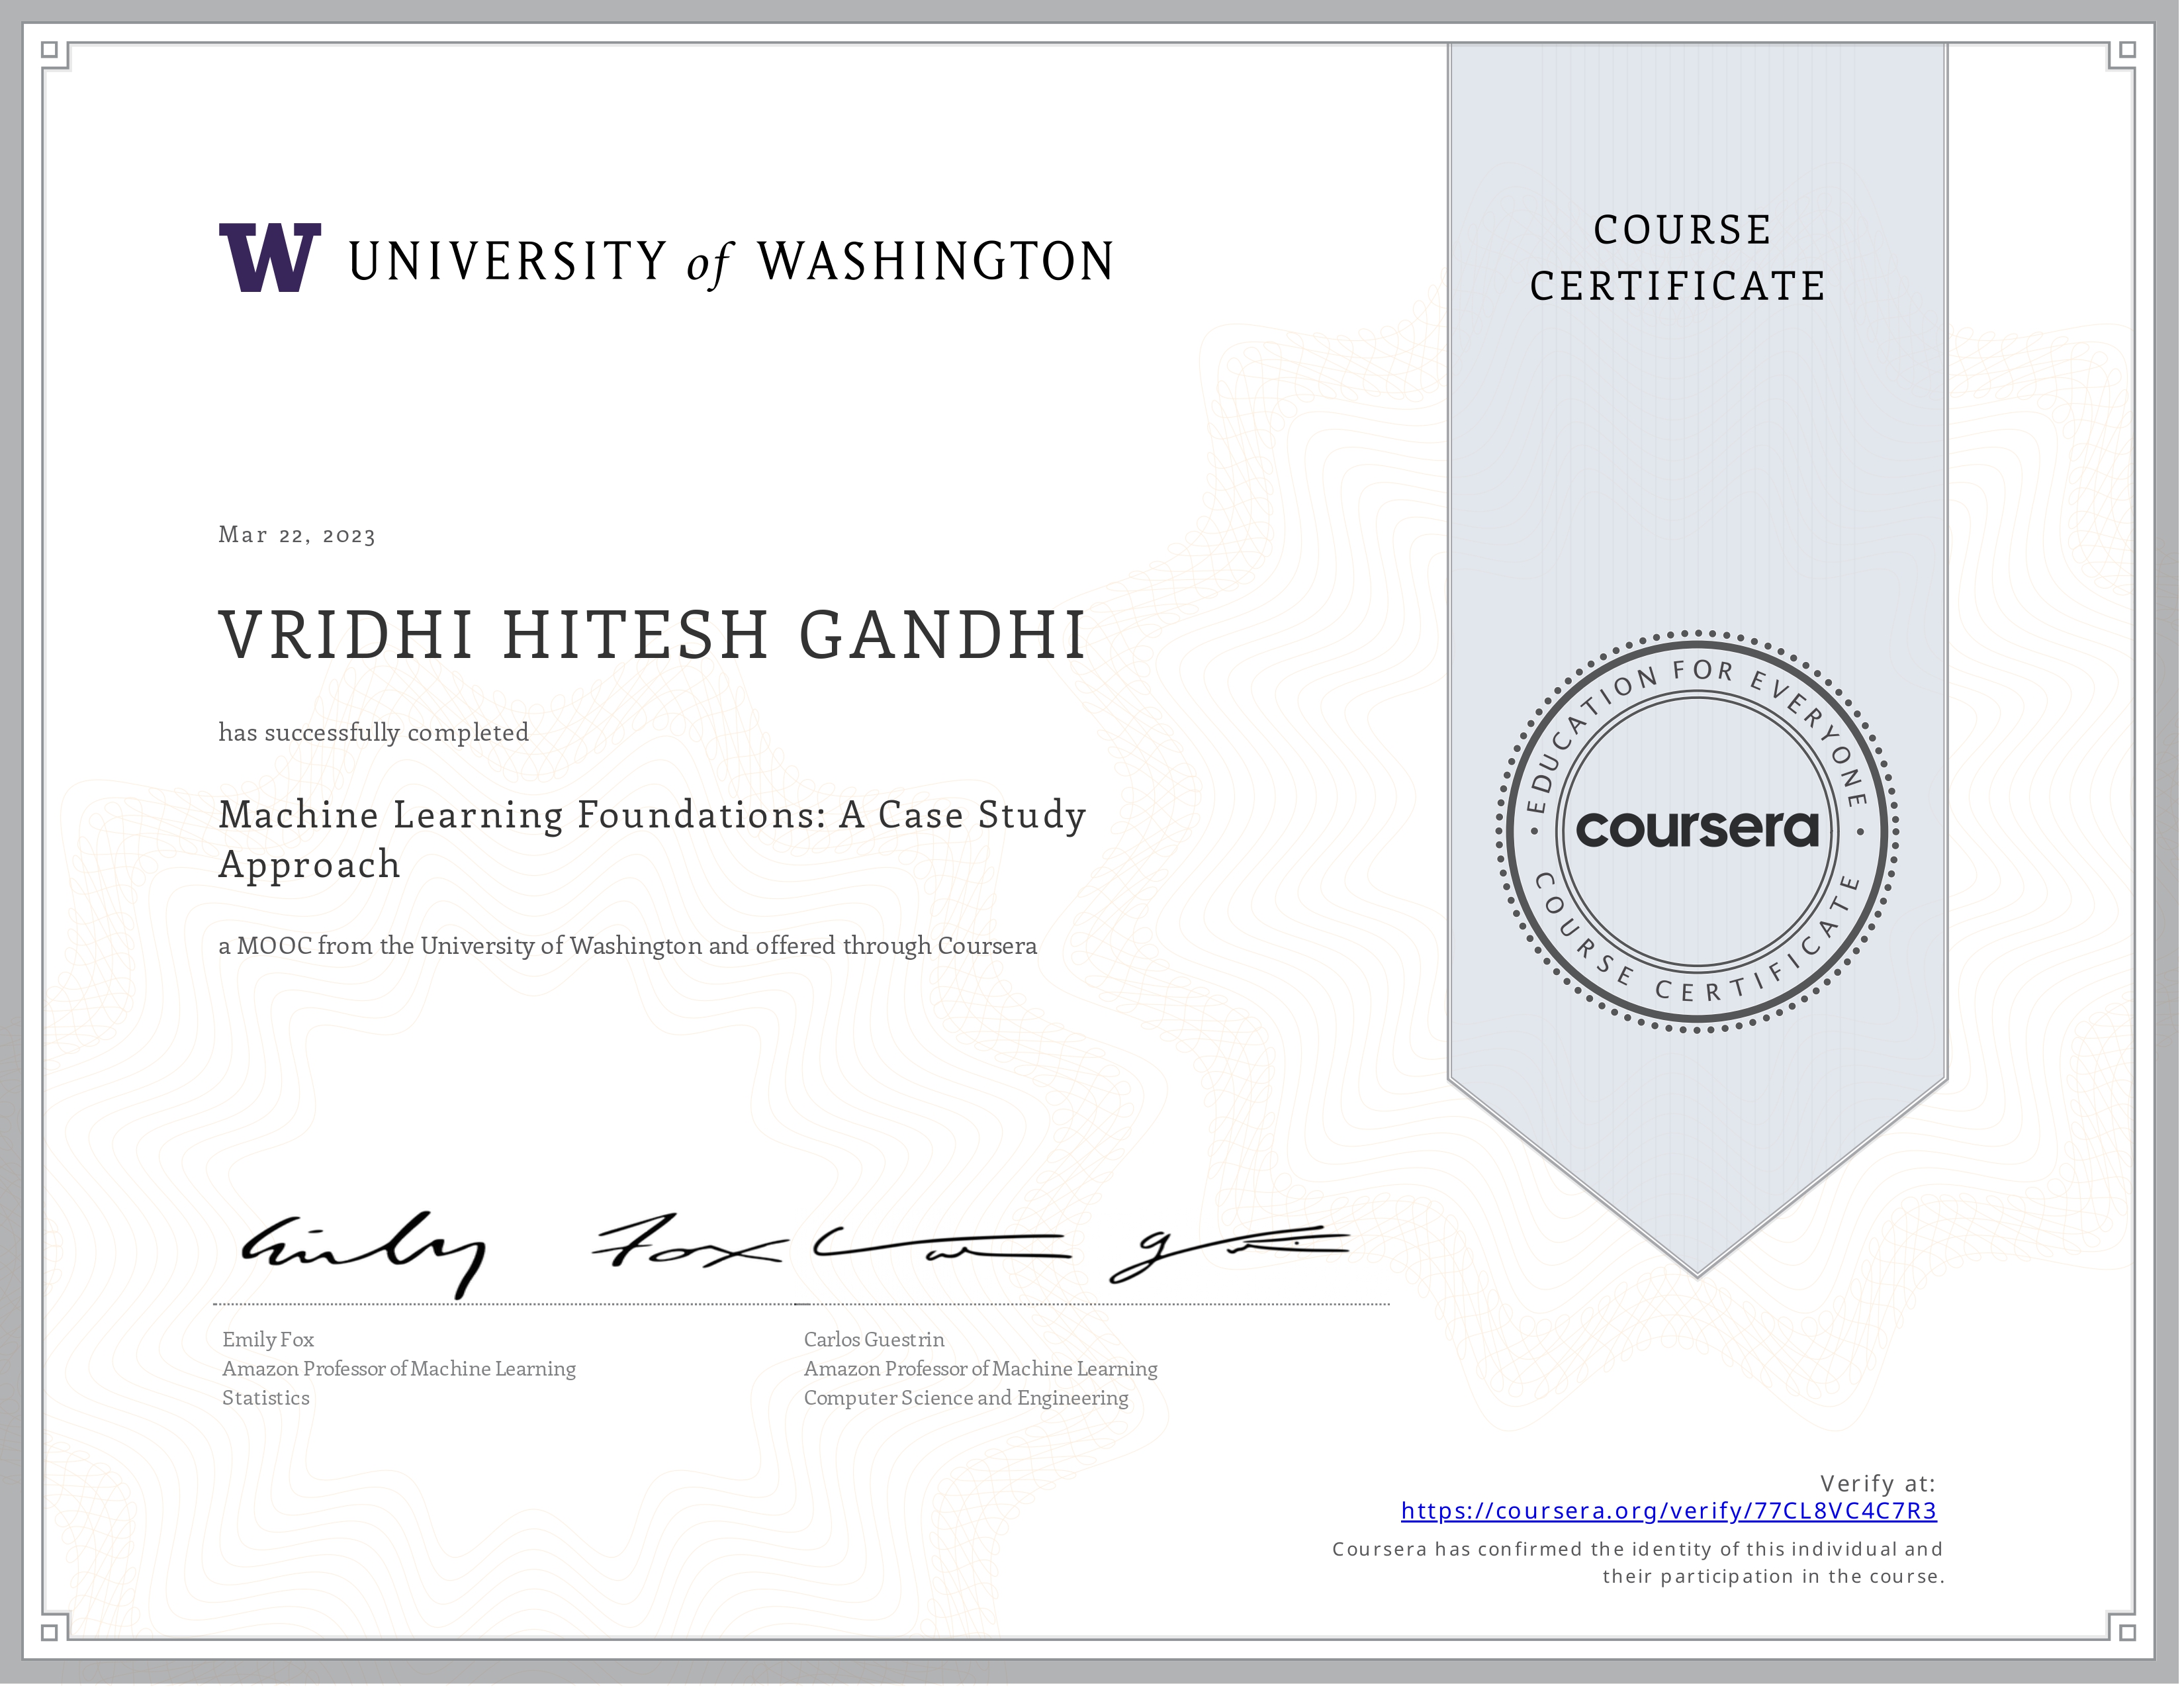 W UNIVERSITY of WASHINGTON
COURSE
CERTIFICATE
Mar 22, 2023
VRIDHI HITESH GANDHI
has successfully completed
Machine Learning Foundations: A Case Study
Approach
a MOOC from the University of Washington and offered through Coursera
EDUCATION FOR EVERYONE
coursera
COURSE CERTIFICATE
Emily Fox
Carlos Guestrin
Emily Fox
Amazon Professor of Machine Learning
Statistics
Carlos Guestrin
Amazon Professor of Machine Learning
Computer Science and Engineering
Verify at:
https://coursera.org/verify/77CL8VC4C7R3
Coursera has confirmed the identity of this individual and
their participation in the course.